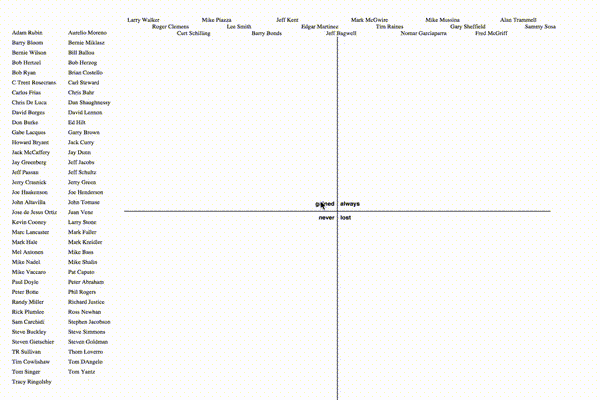 Larry Walker Mike Piazza Jeff Kent Mark McGwire Mike Mussina Alan Trammell
Roger Clemens Lee Smith Edgar Martinez Tim Raines Gary Sheffield Sammy Sosa
Curt Schilling Barry Bonds Jeff Bagwell Nomar Garciaparra Fred McGriff
Adam Rubin Aurelio Moreno
Barry Bloom Bernie Miklasz
Bernie Wilson Bill Ballou
Bob Hertzel Bob Herzog
Bob Ryan Brian Costello
C Trent Rosecrans Carl Steward
Carlos Frias Chris Bahr
Chris De Luca Dan Shaughnessy
David Borges David Lennon
Don Burke Ed Hilt
Gabe Lacques Garry Brown
Howard Bryant Jack Curry
Jack McCaffery Jay Dunn
Jay Greenberg Jeff Jacobs
Jeff Passan Jeff Schultz
Jerry Crasnick Jerry Green
Joe Haakenson Joe Henderson
John Altavilla John Tomase
Jose de Jesus Ortiz Juan Vene
Kevin Cooney Larry Stone
Marc Lancaster Mark Faller
Mark Hale Mark Kreidler
Mel Antonen Mike Bass
Mike Nadel Mike Shalin
Mike Vaccaro Pat Caputo
Paul Doyle Peter Abraham
Peter Botte Phil Rogers
Randy Miller Richard Justice
Rick Plumlee Ross Newhan
Sam Carchidi Stephen Jacobson
Steve Buckley Steve Simmons
Steven Gietschier Steven Goldman
TR Sullivan Thom Loverro
Tim Cowlishaw Tom DAngelo
Tom Singer Tom Yantz
Tracy Ringolsby
gained always
never lost